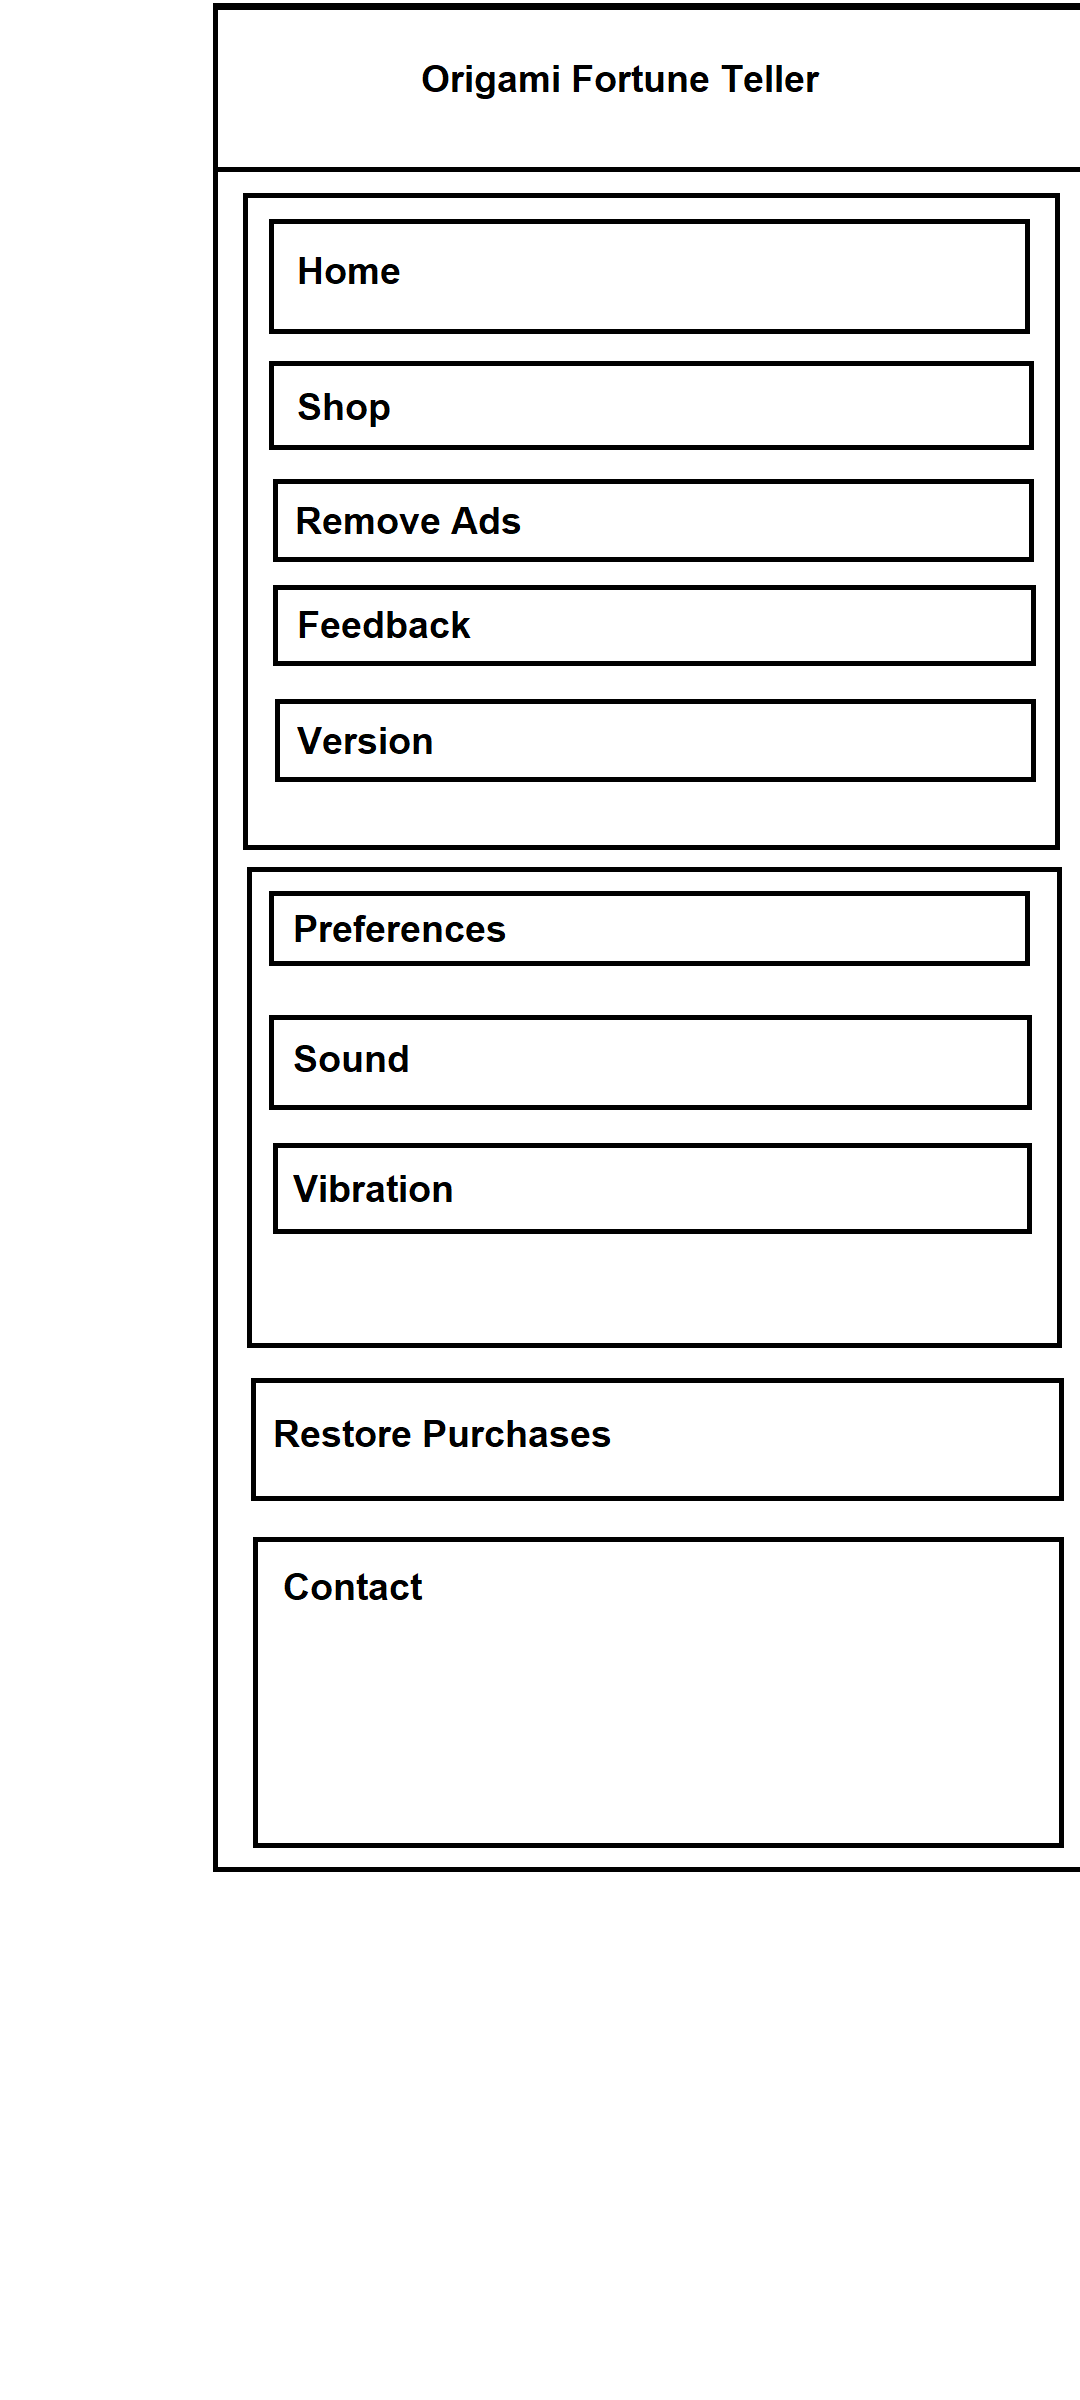 Origami Fortune Teller
Home
Shop
Remove Ads
Feedback
Version
Preferences
Sound
Vibration
Restore Purchases
Contact